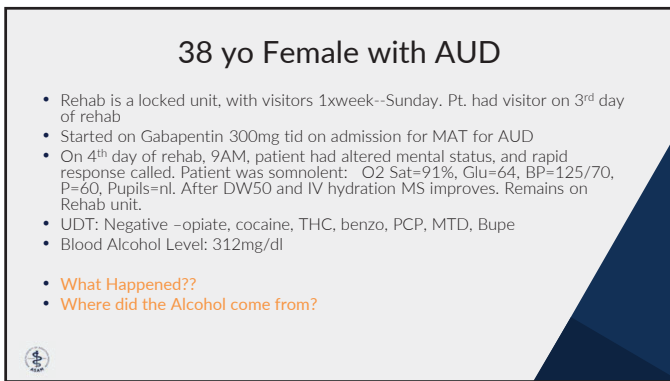 38 yo Female with AUD
• Rehab is a locked unit, with visitors 1xweek--Sunday. Pt. had visitor on 3rd day
of rehab
• Started on Gabapentin 300mg tid on admission for MAT for AUD
• On 4th day of rehab, 9AM, patient had altered mental status, and rapid
response called. Patient was somnolent: O2 Sat=91%, Glu=64, BP=125/70,
P=60, Pupils=nl. After DW50 and IV hydration MS improves. Remains on
Rehab unit.
• UDT: Negative –opiate, cocaine, THC, benzo, PCP, MTD, Bupe
• Blood Alcohol Level: 312mg/dl
• What Happened??
• Where did the Alcohol come from?
ASAM